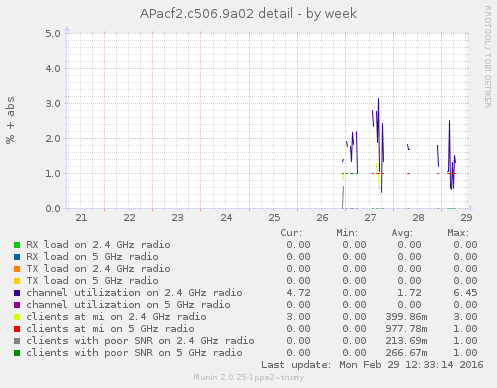 APacf2.c506.9a02 detail - by week
RRDTOOL / TOBI OETIKER
% + abs
5.0
4.0
3.0
2.0
1.0
0.0
21 22 23 24 25 26 27 28 29
Cur: Min: Avg: Max:
RX load on 2.4 GHz radio 0.00 0.00 0.00 0.00
RX load on 5 GHz radio 0.00 0.00 0.00 0.00
TX load on 2.4 GHz radio 0.00 0.00 0.00 0.00
TX load on 5 GHz radio 0.00 0.00 0.00 0.00
channel utilization on 2.4 GHz radio 4.72 0.00 1.72 6.45
channel utilization on 5 GHz radio 0.00 0.00 0.00 0.00
clients at mi on 2.4 GHz radio 3.00 0.00 399.86m 3.00
clients at mi on 5 GHz radio 0.00 0.00 977.78m 1.00
clients with poor SNR on 2.4 GHz radio 0.00 0.00 213.69m 1.00
clients with poor SNR on 5 GHz radio 0.00 0.00 266.67m 1.00
Last update: Mon Feb 29 12:33:14 2016
Munin 2.0.25-1ppa2~trusty